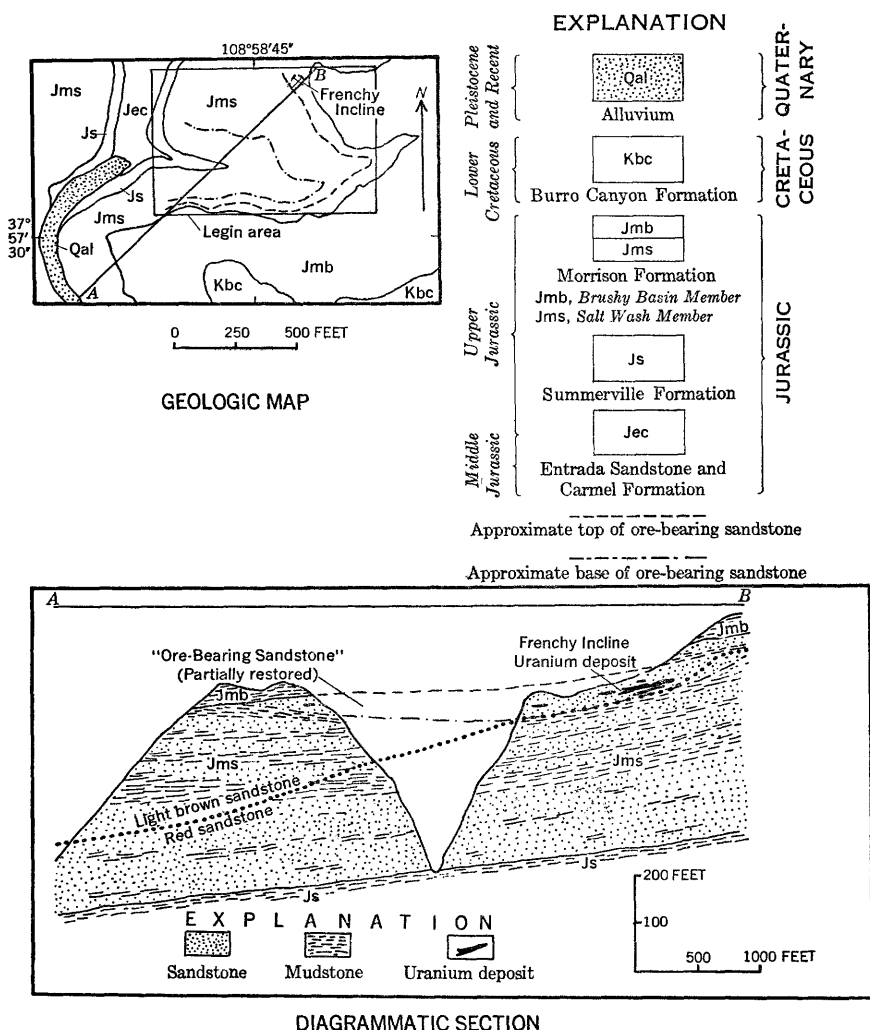 108°58'45"
Jms
Jec
Jms
B
Frenchy
Incline
N
Js
Js
Jms
37°
57'
30"
Qal
Legin area
Jmb
A
Kbc
Kbc
0 250 500 FEET
GEOLOGIC MAP
EXPLANATION
Pleistocene
and Recent
Qal
Alluvium
QUATER-
NARY
Lower
Cretaceous
Kbc
Burro Canyon Formation
CRETA-
CEOUS
Upper
Jurassic
Jmb
Jms
Morrison Formation
Jmb, Brushy Basin Member
Jms, Salt Wash Member
Js
Summerville Formation
JURASSIC
Middle
Jurassic
Jec
Entrada Sandstone and
Carmel Formation
Approximate top of ore-bearing sandstone
Approximate base of ore-bearing sandstone
A
B
"Ore-Bearing Sandstone"
(Partially restored)
Frenchy Incline
Uranium deposit
Jmb
Jmb
Jms
Jms
Light brown sandstone
Red sandstone
Js
Js
EXPLANATION
Sandstone
Mudstone
Uranium deposit
200 FEET
100
500
1000 FEET
DIAGRAMMATIC SECTION